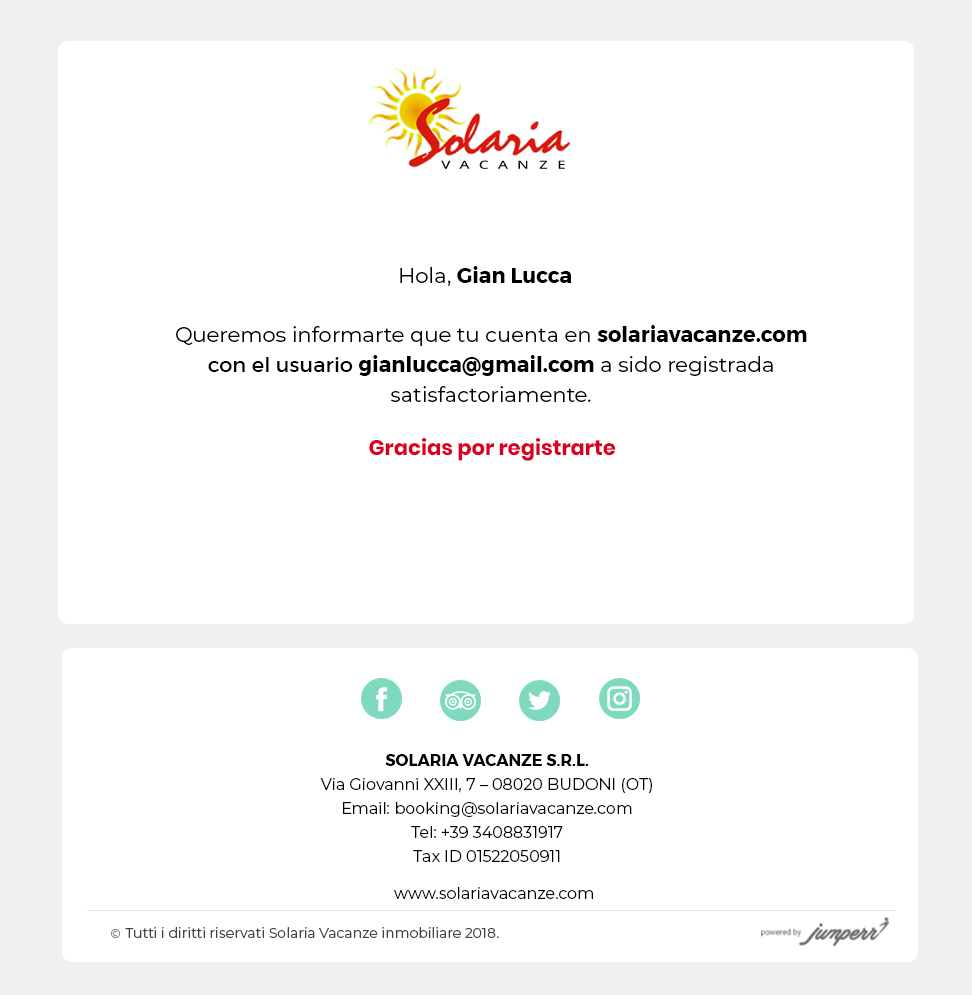 Solaria
VACANZE
Hola, Gian Lucca
Queremos informarte que tu cuenta en solariavacanze.com
con el usuario gianlucca@gmail.com a sido registrada
satisfactoriamente.
Gracias por registrarte
SOLARIA VACANZE S.R.L.
Via Giovanni XXIII, 7 – 08020 BUDONI (OT)
Email: booking@solariavacanze.com
Tel: +39 3408831917
Tax ID 01522050911
www.solariavacanze.com
© Tutti i diritti riservati Solaria Vacanze inmobiliare 2018.
powered by jumperr